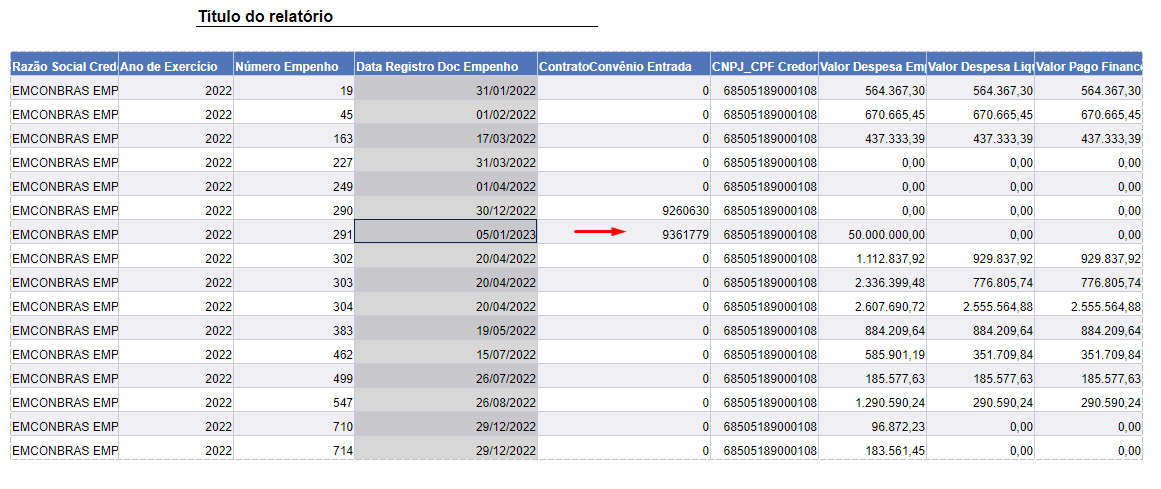 Título do relatório
Razão Social Cred Ano de Exercício Número Empenho Data Registro Doc Empenho ContratoConvênio Entrada CNPJ_CPF Credor Valor Despesa Em Valor Despesa Liq Valor Pago Finance
EMCONBRAS EMP 2022 19 31/01/2022 0 68505189000108 564.367,30 564.367,30 564.367,30
EMCONBRAS EMP 2022 45 01/02/2022 0 68505189000108 670.665,45 670.665,45 670.665,45
EMCONBRAS EMP 2022 163 17/03/2022 0 68505189000108 437.333,39 437.333,39 437.333,39
EMCONBRAS EMP 2022 227 31/03/2022 0 68505189000108 0,00 0,00 0,00
EMCONBRAS EMP 2022 249 01/04/2022 0 68505189000108 0,00 0,00 0,00
EMCONBRAS EMP 2022 290 30/12/2022 9260630 68505189000108 0,00 0,00 0,00
EMCONBRAS EMP 2022 291 05/01/2023 9361779 68505189000108 50.000.000,00 0,00 0,00
EMCONBRAS EMP 2022 302 20/04/2022 0 68505189000108 1.112.837,92 929.837,92 929.837,92
EMCONBRAS EMP 2022 303 20/04/2022 0 68505189000108 2.336.399,48 776.805,74 776.805,74
EMCONBRAS EMP 2022 304 20/04/2022 0 68505189000108 2.607.690,72 2.555.564,88 2.555.564,88
EMCONBRAS EMP 2022 383 19/05/2022 0 68505189000108 884.209,64 884.209,64 884.209,64
EMCONBRAS EMP 2022 462 15/07/2022 0 68505189000108 585.901,19 351.709,84 351.709,84
EMCONBRAS EMP 2022 499 26/07/2022 0 68505189000108 185.577,63 185.577,63 185.577,63
EMCONBRAS EMP 2022 547 26/08/2022 0 68505189000108 1.290.590,24 290.590,24 290.590,24
EMCONBRAS EMP 2022 710 29/12/2022 0 68505189000108 96.872,23 0,00 0,00
EMCONBRAS EMP 2022 714 29/12/2022 0 68505189000108 183.561,45 0,00 0,00